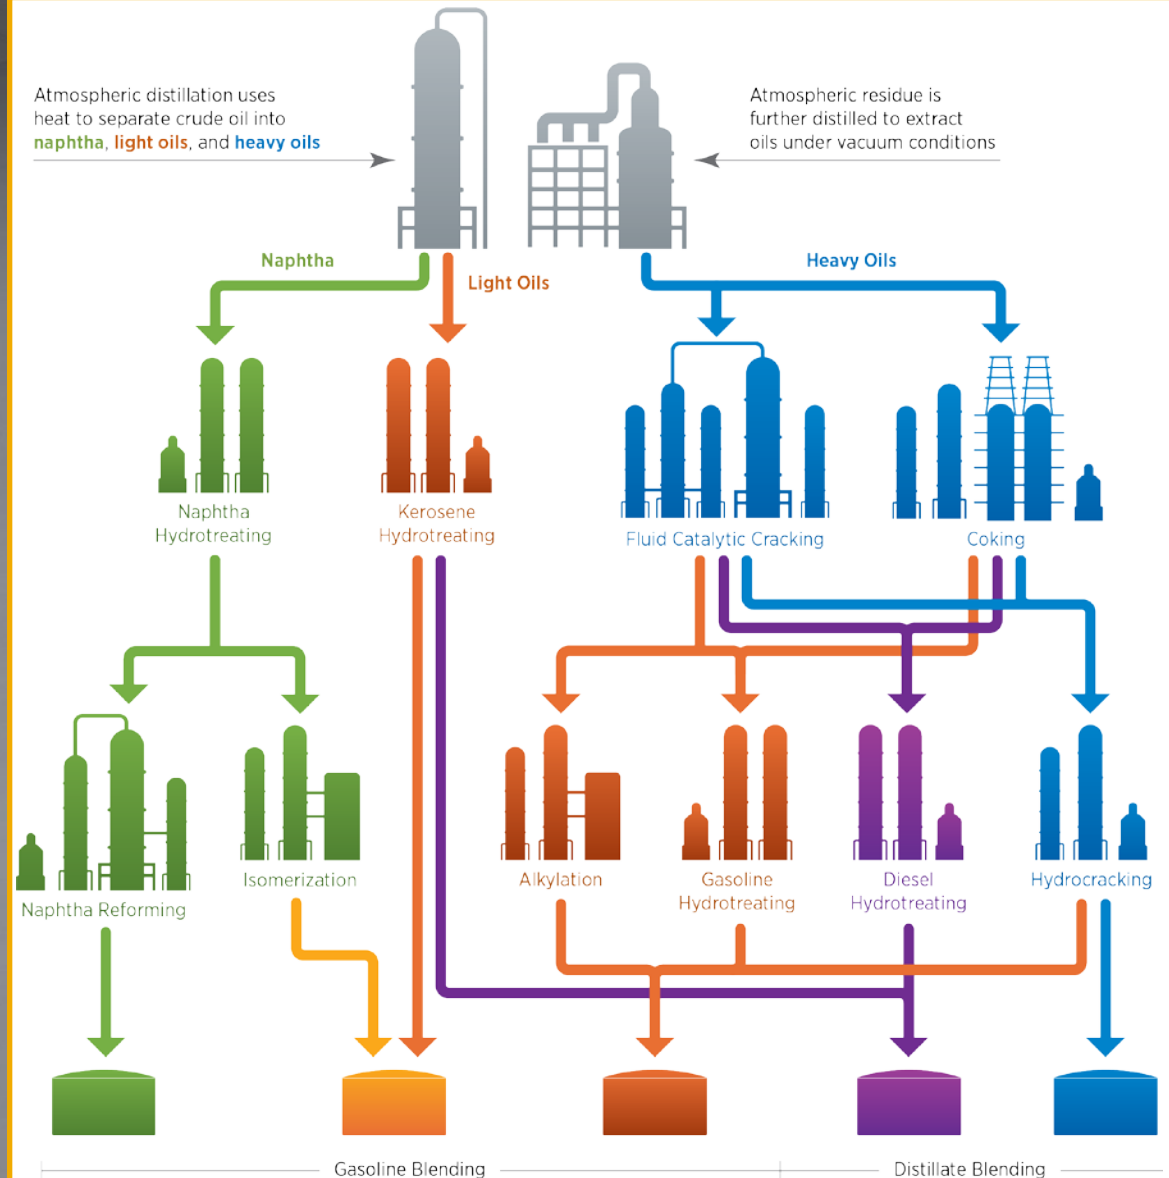 Atmospheric distillation uses
heat to separate crude oil into
naphtha, light oils, and heavy oils
Atmospheric residue is
further distilled to extract
oils under vacuum conditions
Naphtha
Light Oils
Heavy Oils
Naphtha
Hydrotreating
Kerosene
Hydrotreating
Fluid Catalytic Cracking
Coking
Naphtha Reforming
Isomerization
Alkylation
Gasoline
Hydrotreating
Diesel
Hydrotreating
Hydrocracking
Gasoline Blending
Distillate Blending